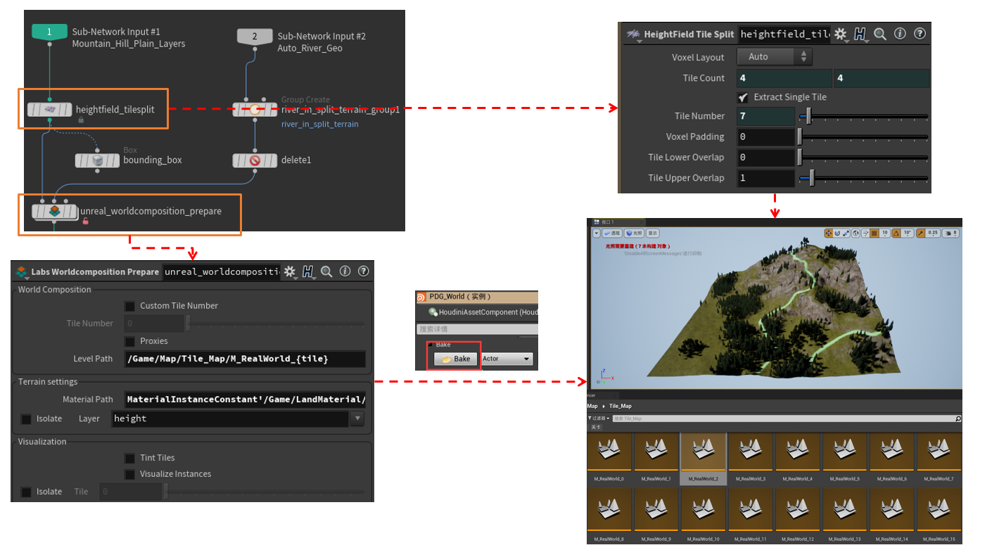 1
Sub-Network Input #1
Mountain_Hill_Plain_Layers
2
Sub-Network Input #2
Auto_River_Geo
heightfield_tilesplit
Group Create
river_in_split_terrain_group1
river_in_split_terrain
Box
bounding_box
delete1
unreal_worldcomposition_prepare
HeightField Tile Split
heightfield_til
Voxel Layout
Auto
Tile Count
4
4
Extract Single Tile
Tile Number
7
Voxel Padding
0
Tile Lower Overlap
0
Tile Upper Overlap
1
Labs Worldcomposition Prepare
unreal_worldcompositi
World Composition
Custom Tile Number
Tile Number
0
Proxies
Level Path
/Game/Map/Tile_Map/M_RealWorld_{tile}
Terrain settings
Material Path
MaterialInstanceConstant'/Game/LandMaterial/
Isolate
Layer
height
Visualization
Tint Tiles
Visualize Instances
Isolate
Tile
0
PDG_World（实例）
HoudiniAssetComponent (Houd
搜索详情
Bake
Bake
Actor
视口 1
透视
光照
显示
10
10°
0.25
8
光照需要重建（7 未构建 对象）
'DisableAllScreenMessages'进行抑制
Z
X
Map
Tile_Map
过滤器
搜索 Tile_Map
关卡
M_RealWorld_0
M_RealWorld_1
M_RealWorld_2
M_RealWorld_3
M_RealWorld_4
M_RealWorld_5
M_RealWorld_6
M_RealWorld_7
M_RealWorld_8
M_RealWorld_9
M_RealWorld_10
M_RealWorld_11
M_RealWorld_12
M_RealWorld_13
M_RealWorld_14
M_RealWorld_15